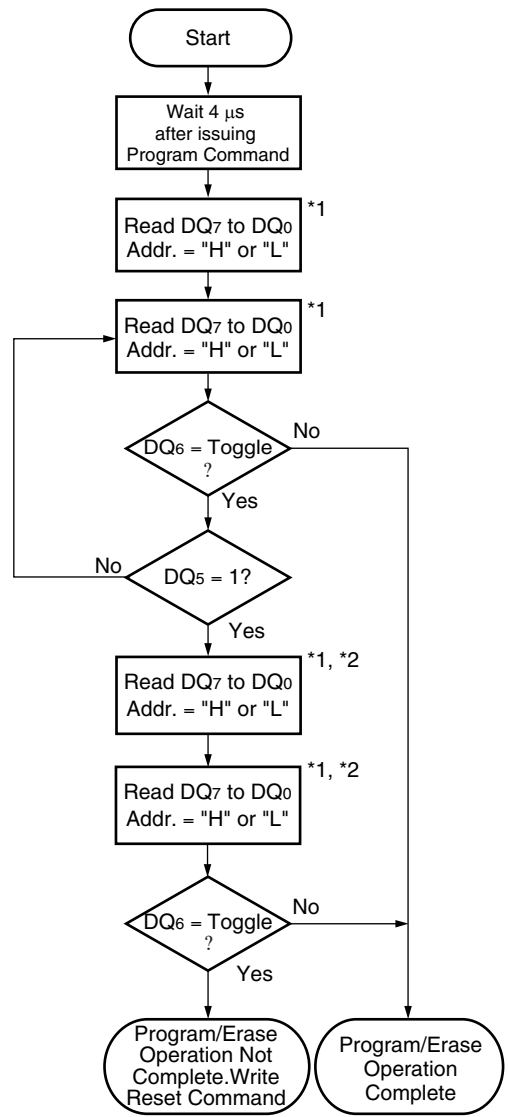 Start
Wait 4 μs
after issuing
Program Command
Read DQ7 to DQ0
Addr. = "H" or "L"
*1
Read DQ7 to DQ0
Addr. = "H" or "L"
*1
DQ6 = Toggle
?
No
Yes
DQ5 = 1?
No
Yes
Read DQ7 to DQ0
Addr. = "H" or "L"
*1, *2
Read DQ7 to DQ0
Addr. = "H" or "L"
*1, *2
DQ6 = Toggle
?
No
Yes
Program/Erase
Operation Not
Complete.Write
Reset Command
Program/Erase
Operation
Complete